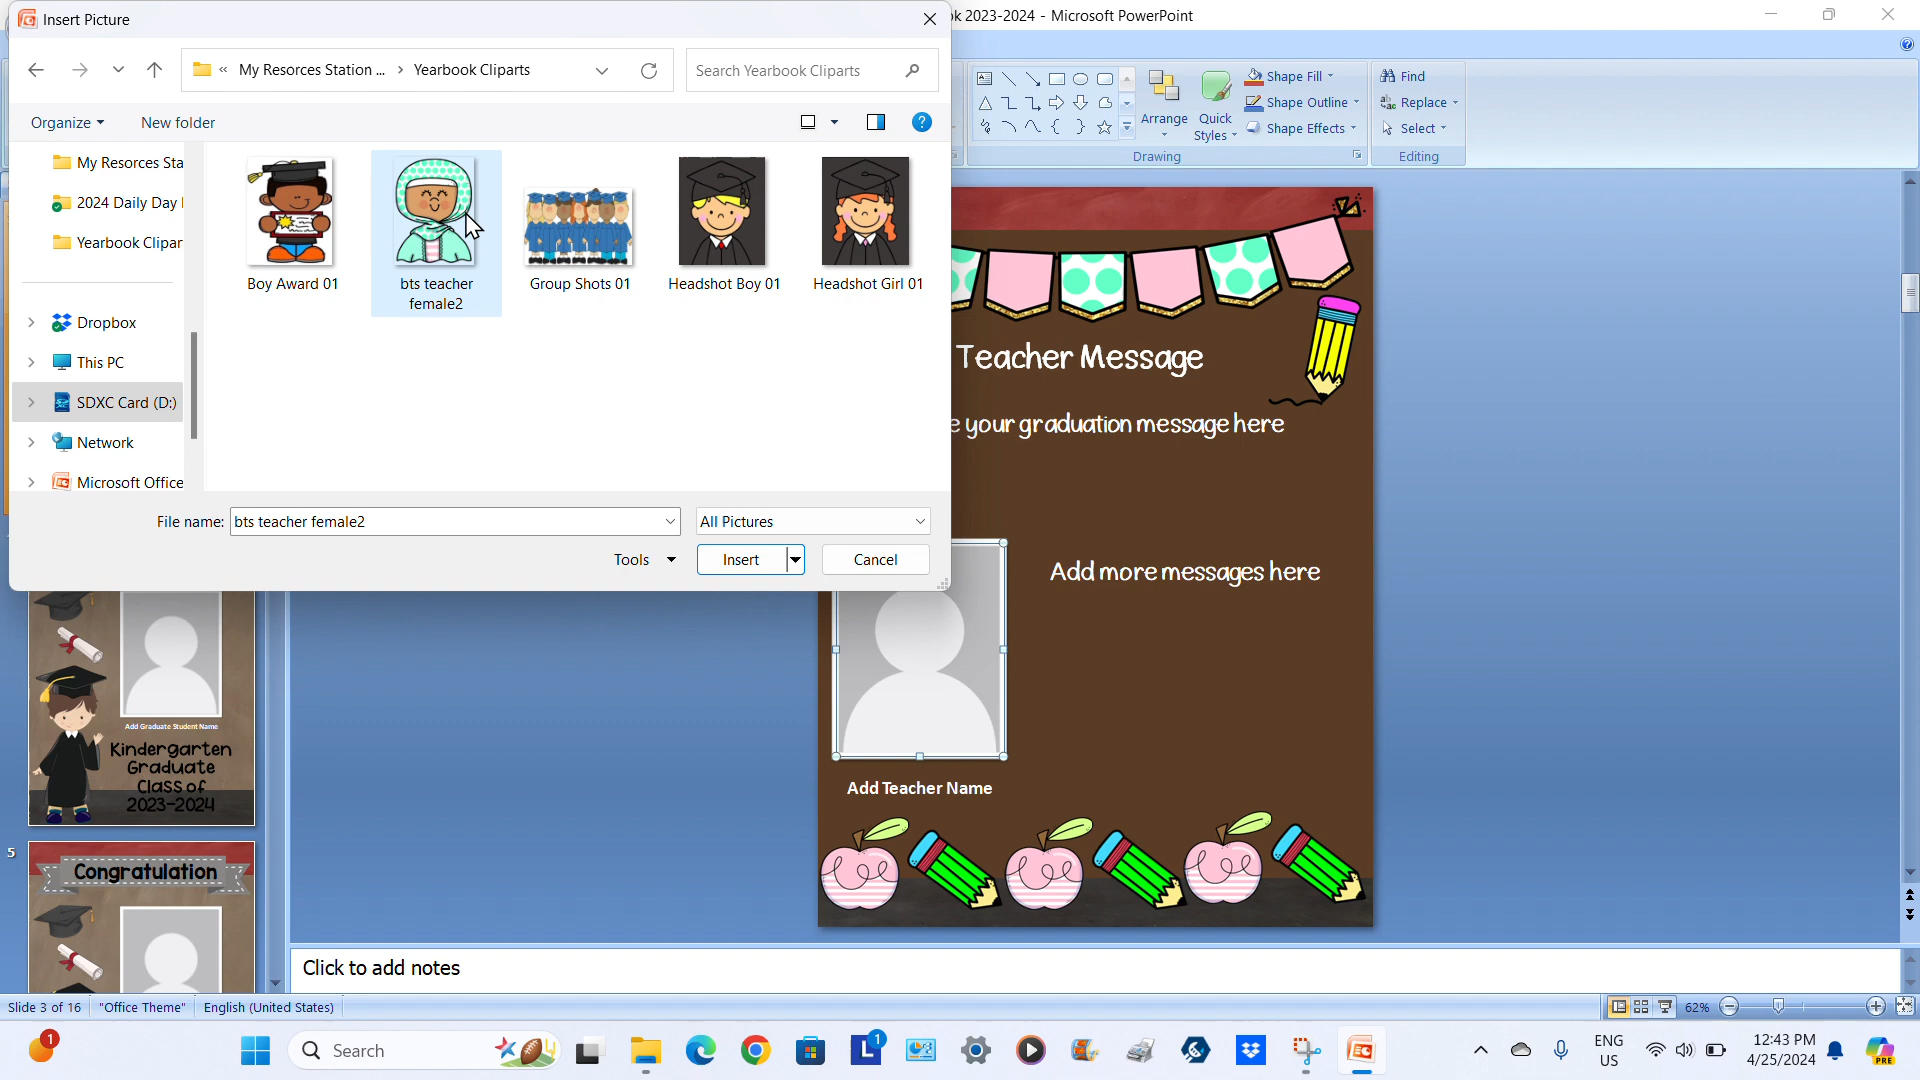 Insert Picture
ok 2023-2024 - Microsoft PowerPoint
« My Resorces Station ... › Yearbook Cliparts
Search Yearbook Cliparts
Organize
New folder
My Resorces Sta
2024 Daily Day
Yearbook Clipar
Dropbox
This PC
SDXC Card (D:)
Network
Microsoft Office
Boy Award 01
bts teacher
female2
Group Shots 01
Headshot Boy 01
Headshot Girl 01
File name: bts teacher female2
All Pictures
Tools
Insert
Cancel
Arrange
Quick
Styles
Shape Fill
Shape Outline
Shape Effects
Drawing
Find
Replace
Select
Editing
Teacher Message
e your graduation message here
Add more messages here
Add Teacher Name
Add Graduate Student Name
Kindergarten
Graduate
Class of
2023-2024
5
Congratulation
Click to add notes
Slide 3 of 16
"Office Theme"
English (United States)
62%
1
Search
1
ENG
US
12:43 PM
4/25/2024
PRE